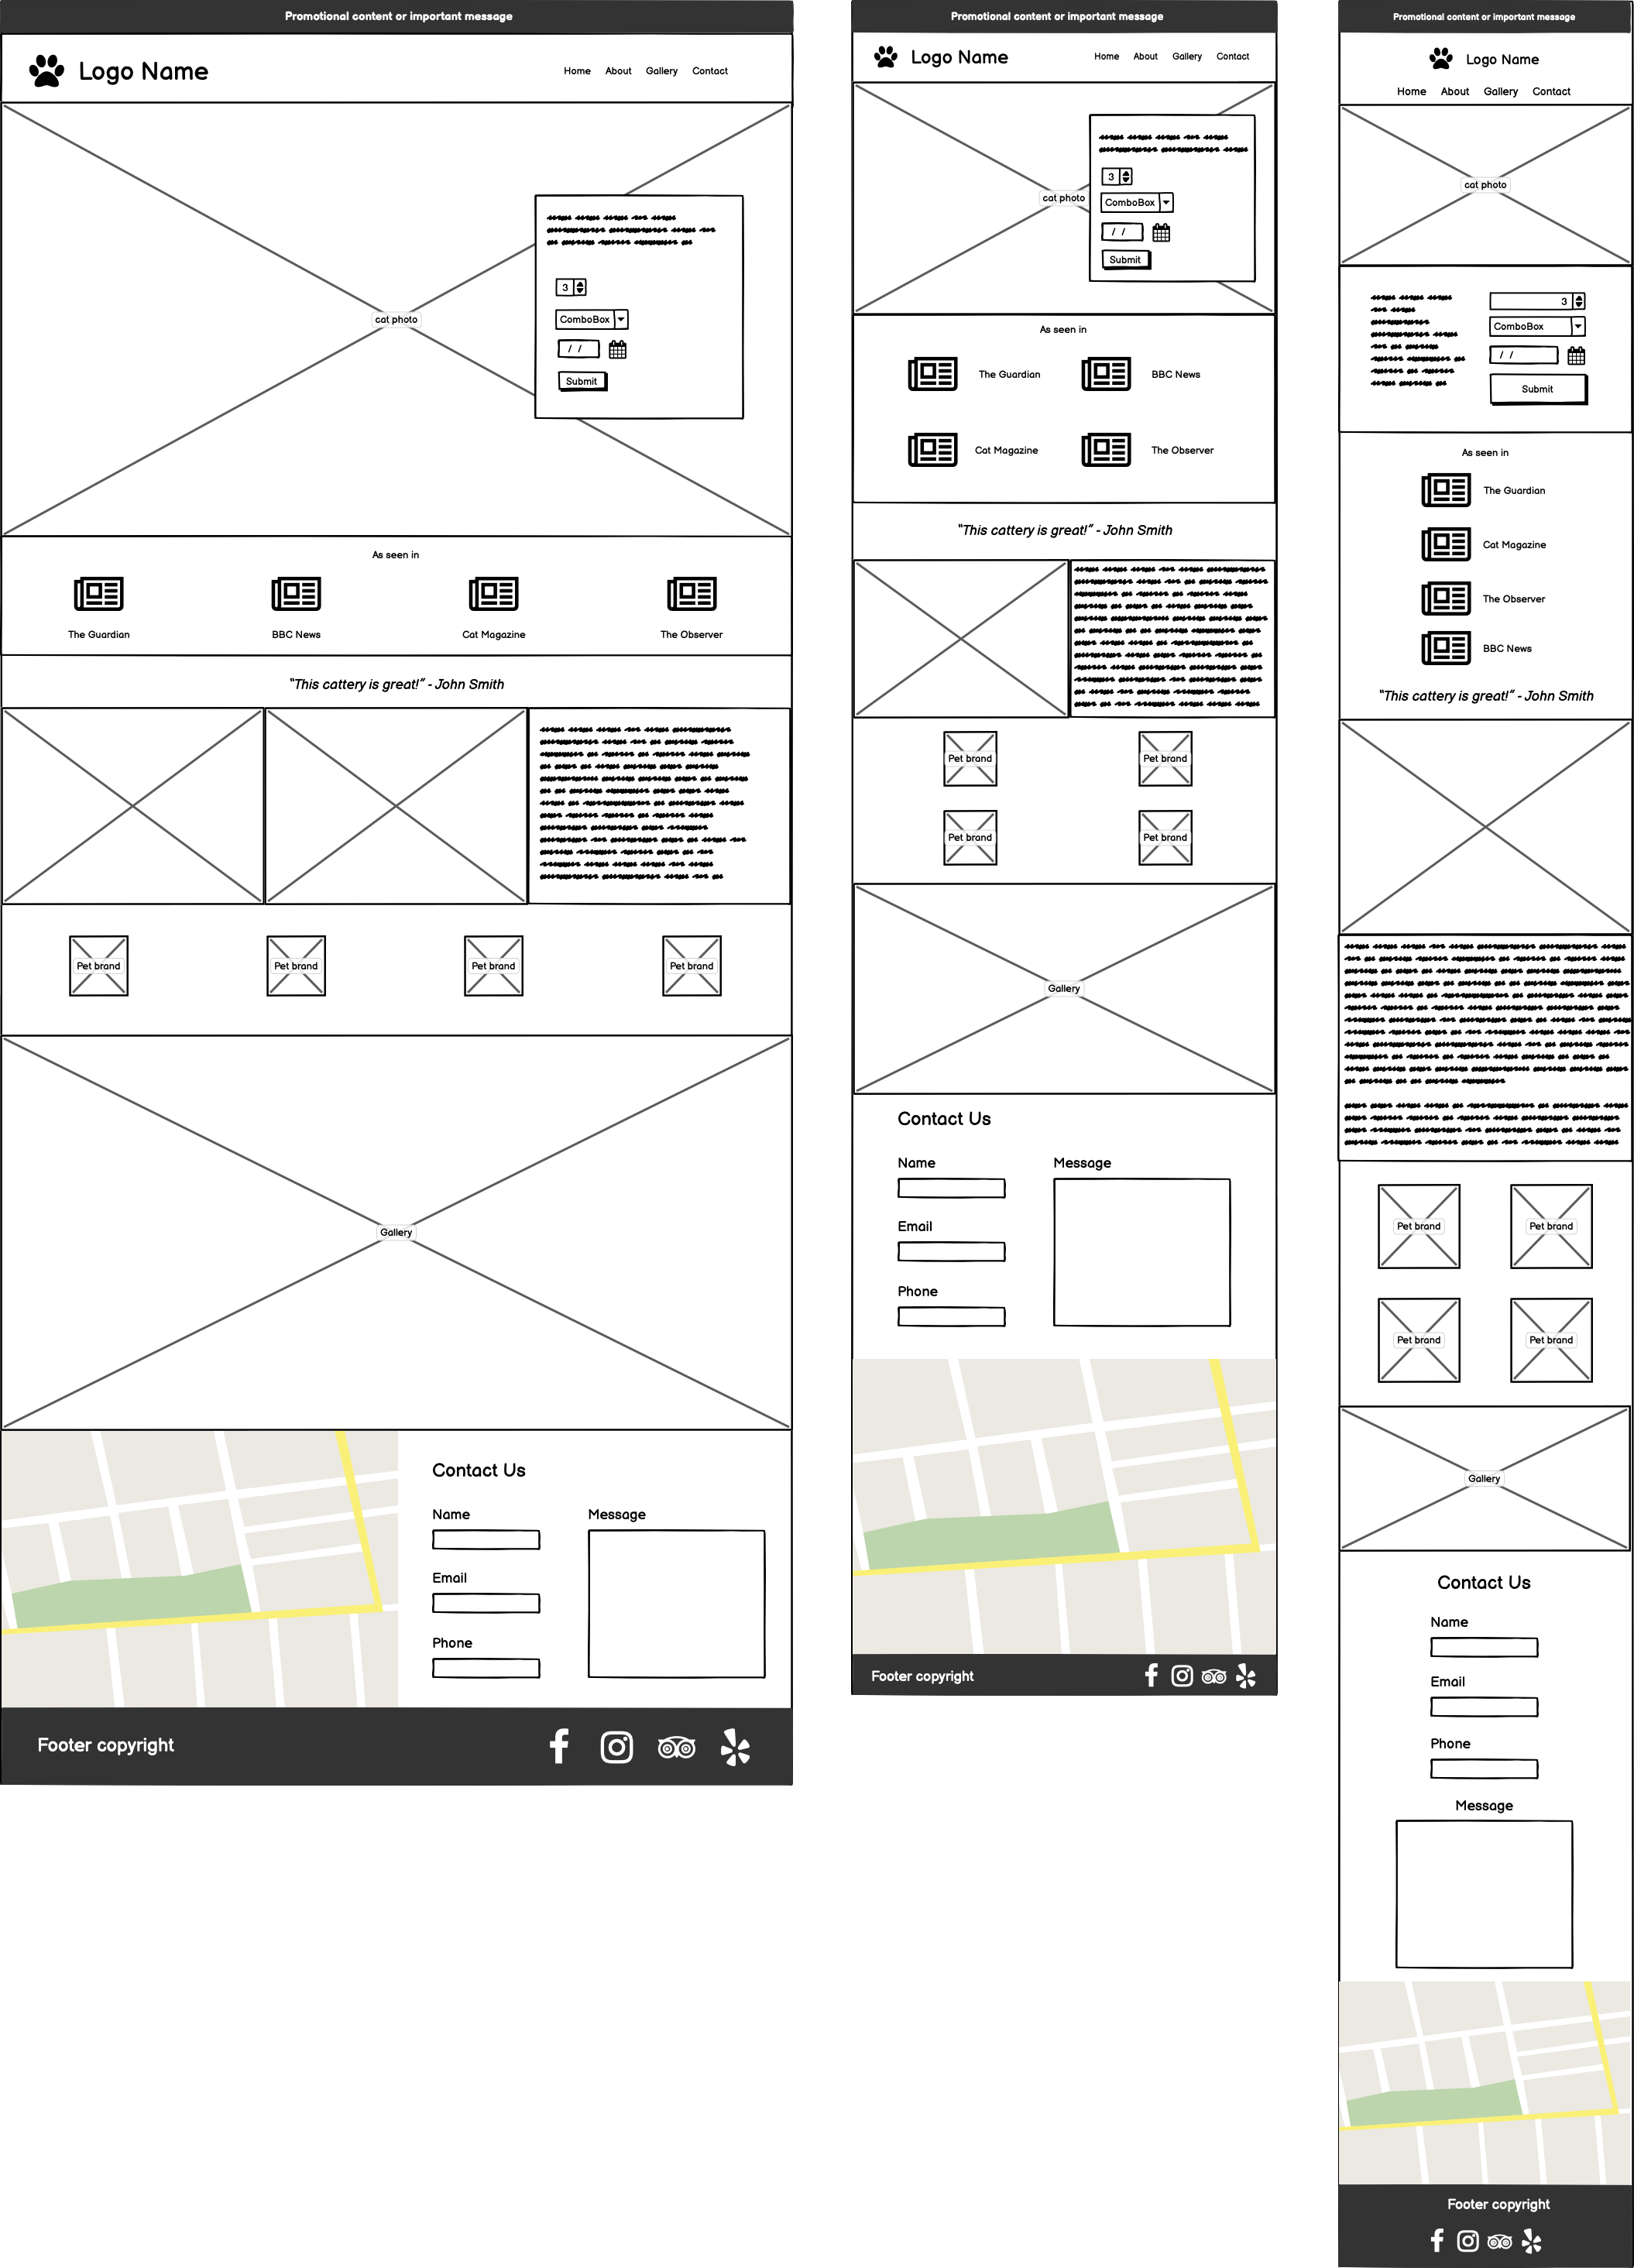 Promotional content or important message
Logo Name
Home About Gallery Contact
cat photo
3
ComboBox
/ /
Submit
As seen in
The Guardian BBC News Cat Magazine The Observer
“This cattery is great!” - John Smith
Pet brand Pet brand Pet brand Pet brand
Gallery
Contact Us
Name Message
Email
Phone
Footer copyright
Promotional content or important message
Logo Name Home About Gallery Contact
cat photo
3
ComboBox
/ /
Submit
As seen in
The Guardian BBC News
Cat Magazine The Observer
“This cattery is great!” - John Smith
Pet brand Pet brand
Pet brand Pet brand
Gallery
Contact Us
Name Message
Email
Phone
Footer copyright
Promotional content or important message
Logo Name
Home About Gallery Contact
cat photo
3
ComboBox
/ /
Submit
As seen in
The Guardian
Cat Magazine
The Observer
BBC News
“This cattery is great!” - John Smith
Pet brand Pet brand
Pet brand Pet brand
Gallery
Contact Us
Name
Email
Phone
Message
Footer copyright